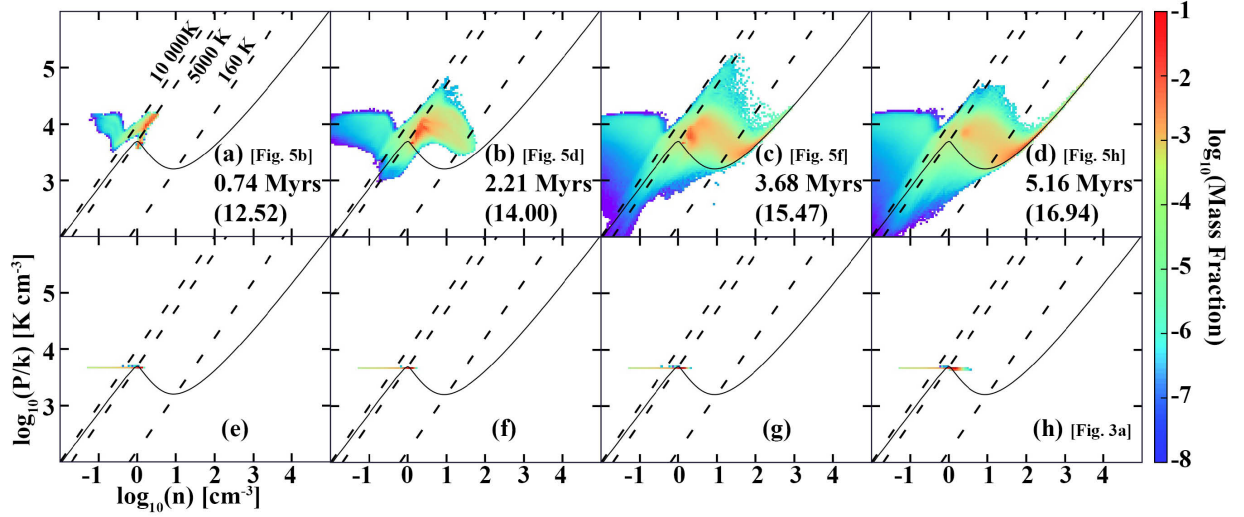 10 000K
5000 K
160 K
(a) [Fig. 5b]
0.74 Myrs
(12.52)
(b) [Fig. 5d]
2.21 Myrs
(14.00)
(c) [Fig. 5f]
3.68 Myrs
(15.47)
(d) [Fig. 5h]
5.16 Myrs
(16.94)
5
4
3
(e)
(f)
(g)
(h) [Fig. 3a]
5
4
3
-1 0 1 2 3 4
-1 0 1 2 3 4
-1 0 1 2 3 4
-1 0 1 2 3 4
log10(n) [cm-3]
log10(P/k) [K cm-3]
-1
-2
-3
-4
-5
-6
-7
-8
log10(Mass Fraction)